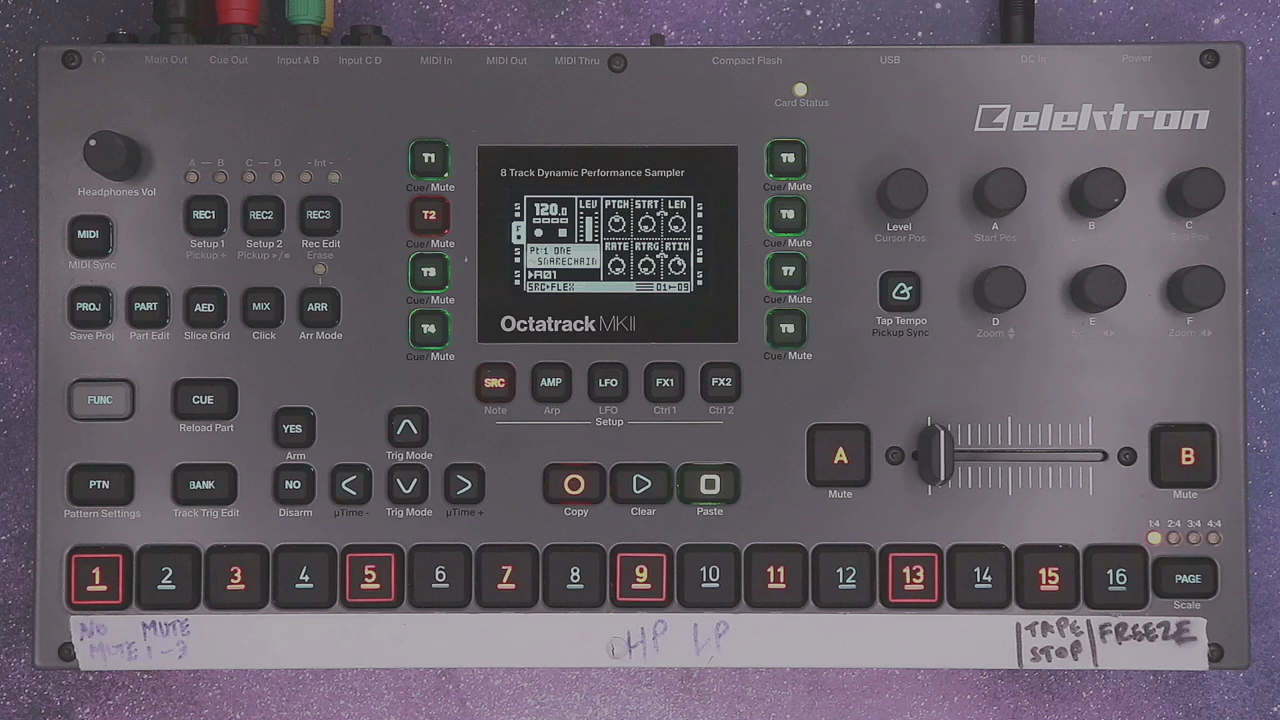 Main Out Cue Out Input A B Input C D MIDI In MIDI Out MIDI Thru Compact Flash USB DC In Power
Card Status
elektron
Headphones Vol
A B C D - Int -
REC1 REC2 REC3
Setup 1 Setup 2 Rec Edit
Pickup + Pickup Erase
MIDI
MIDI Sync
PROJ PART AED MIX ARR
Save Proj Part Edit Slice Grid Click Arr Mode
T1
Cue/Mute
T2
Cue/Mute
T3
Cue/Mute
T4
Cue/Mute
8 Track Dynamic Performance Sampler
120.0 LEV PTCH STRT LEN
RATE RTRG RTIM
PT:1 ONE
SNARECHAIN
A01
SRC FLEX 01 09
Octatrack MKII
T5
Cue/Mute
T6
Cue/Mute
T7
Cue/Mute
T8
Cue/Mute
Level A B C
Cursor Pos Start Pos End Pos
Tap Tempo
Pickup Sync
D E F
Zoom Zoom
SRC AMP LFO FX1 FX2
Note Arp LFO Ctrl 1 Ctrl 2
Setup
FUNC CUE
Reload Part
YES
Arm Trig Mode
PTN BANK NO
Pattern Settings Track Trig Edit Disarm µTime - Trig Mode µTime +
Copy Clear Paste
A B
Mute Mute
1:4 2:4 3:4 4:4
1 2 3 4 5 6 7 8 9 10 11 12 13 14 15 16 PAGE
Scale
NO MUTE HP LP TAPE FREEZE
MUTE 1-3 STOP